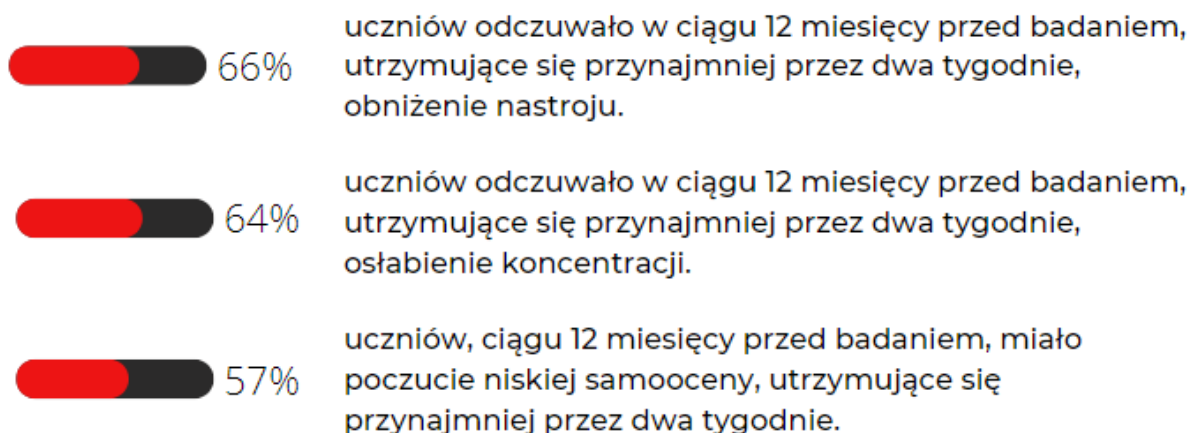 66%
uczniów odczuwało w ciągu 12 miesięcy przed badaniem,
utrzymujące się przynajmniej przez dwa tygodnie,
obniżenie nastroju.
64%
uczniów odczuwało w ciągu 12 miesięcy przed badaniem,
utrzymujące się przynajmniej przez dwa tygodnie,
osłabienie koncentracji.
57%
uczniów, ciągu 12 miesięcy przed badaniem, miało
poczucie niskiej samooceny, utrzymujące się
przynajmniej przez dwa tygodnie.